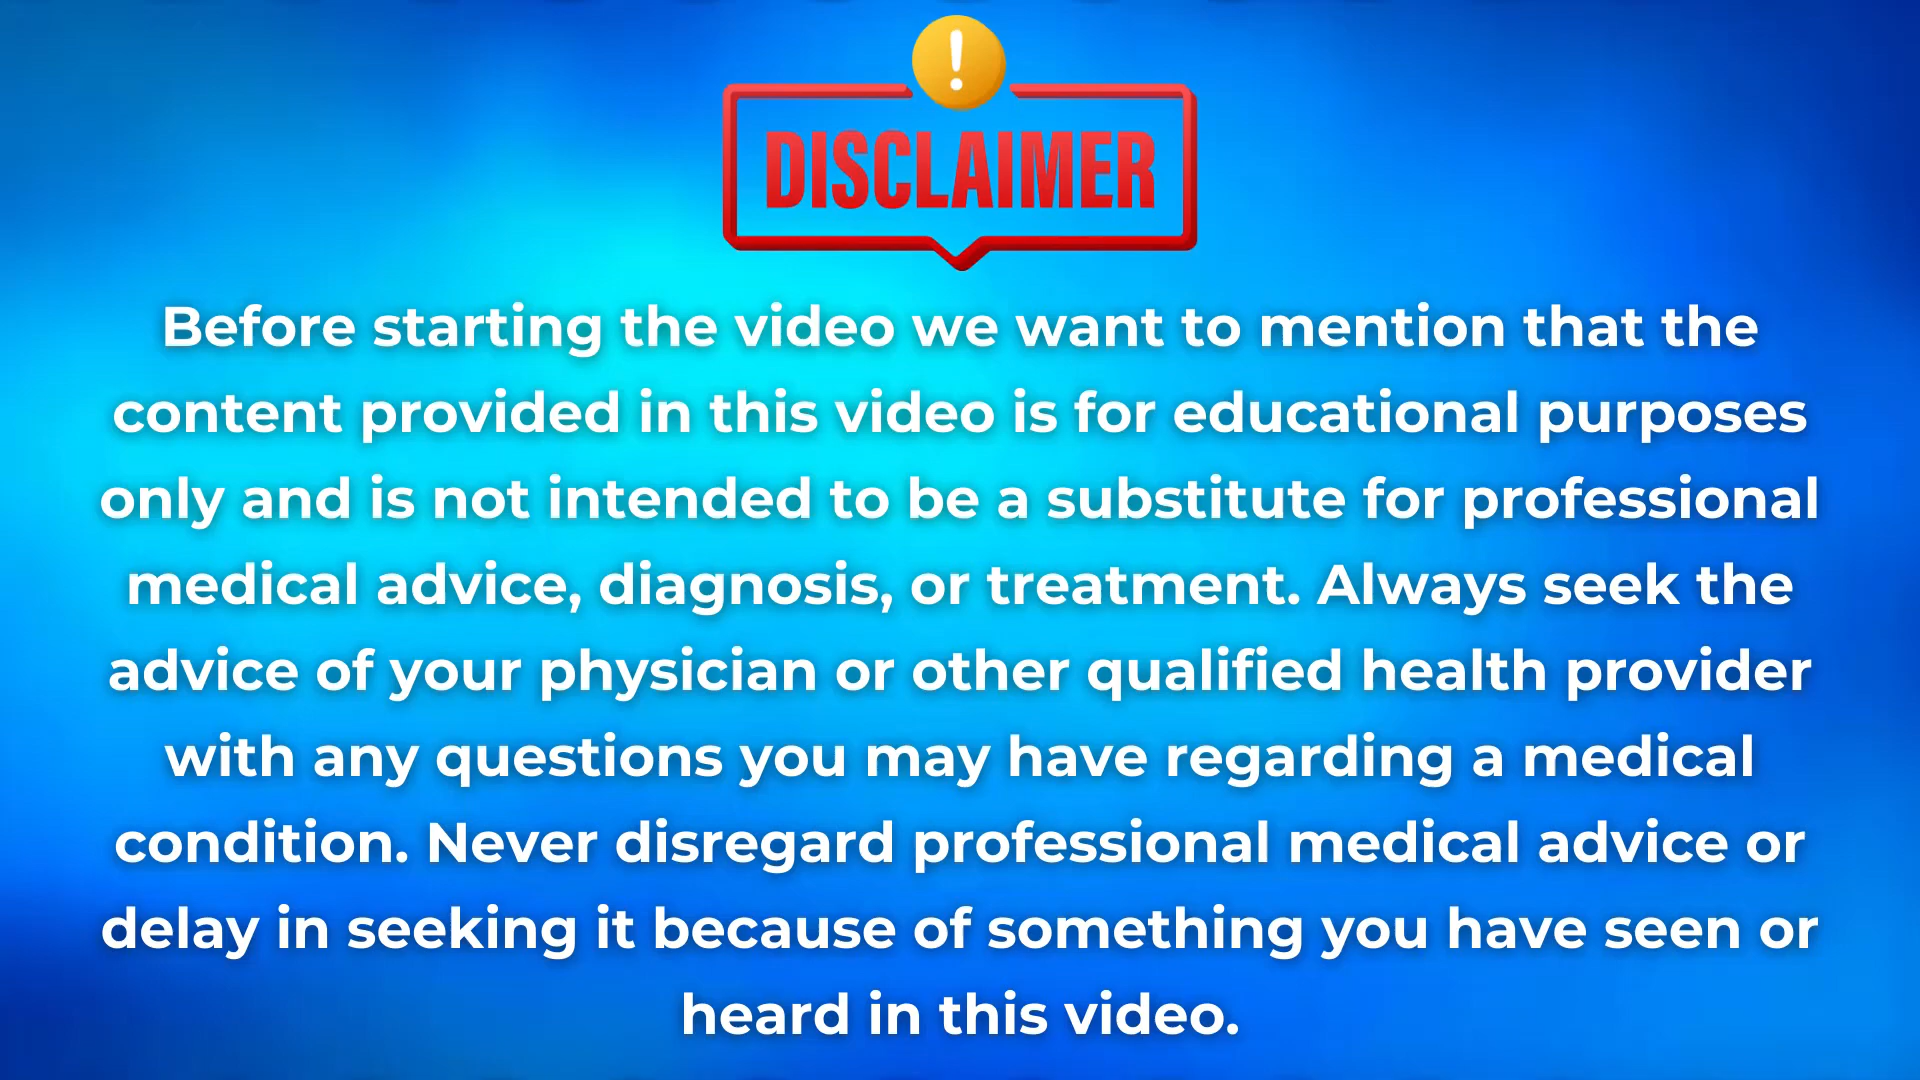 !
DISCLAIMER
Before starting the video we want to mention that the
content provided in this video is for educational purposes
only and is not intended to be a substitute for professional
medical advice, diagnosis, or treatment. Always seek the
advice of your physician or other qualified health provider
with any questions you may have regarding a medical
condition. Never disregard professional medical advice or
delay in seeking it because of something you have seen or
heard in this video.